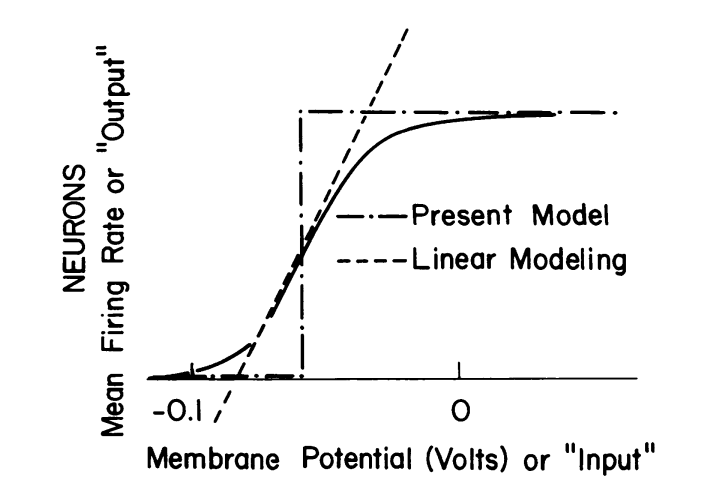 NEURONS
Mean Firing Rate or "Output"
Present Model
Linear Modeling
-0.1
0
Membrane Potential (Volts) or "Input"